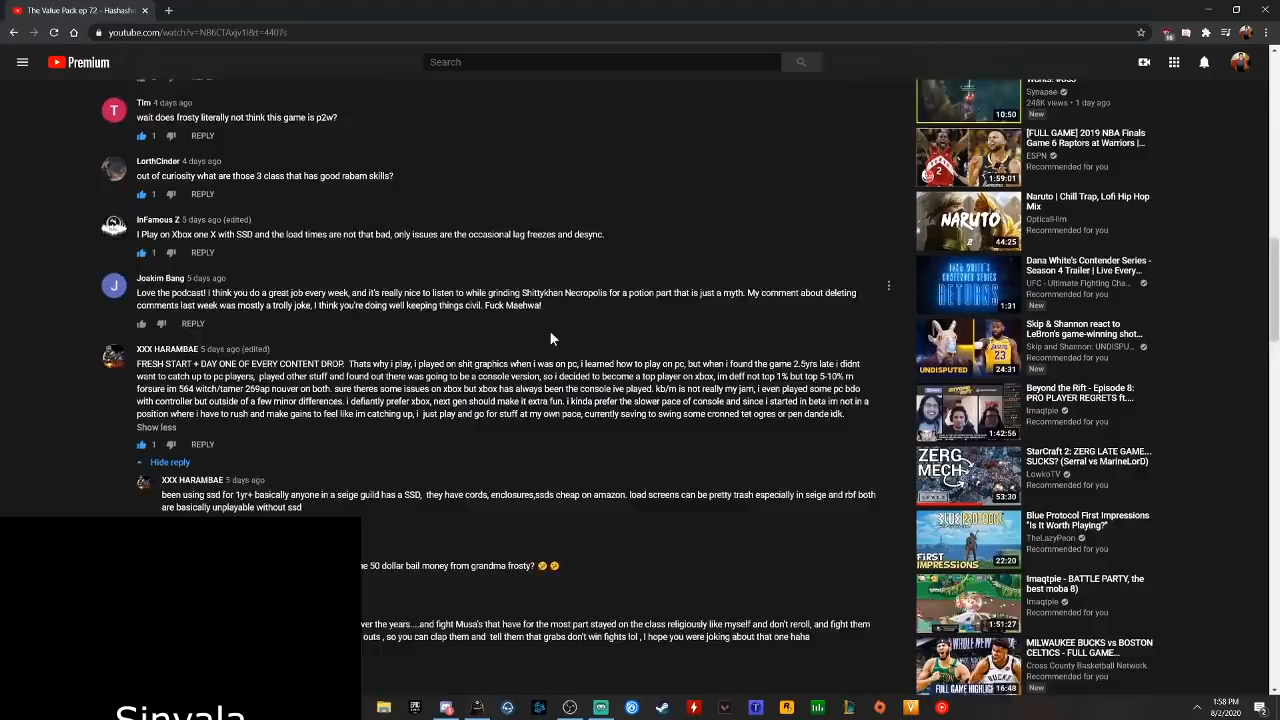 The Value Pack ep 72 - Hashasha
youtube.com/watch?v=NB6CTAxjv1I&t=4407s
Premium
Search
Tim 4 days ago
wait does frosty literally not think this game is p2w?
1 REPLY
LorthCinder 4 days ago
out of curiosity what are those 3 class that has good rabam skills?
1 REPLY
InFamous Z 5 days ago (edited)
I Play on Xbox one X with SSD and the load times are not that bad, only issues are the occasional lag freezes and desync.
1 REPLY
Joakim Bang 5 days ago
Love the podcast! I think you do a great job every week, and it's really nice to listen to while grinding Shittykhan Necropolis for a potion part that is just a myth. My comment about deleting
comments last week was mostly a trolly joke, I think you're doing well keeping things civil. Fuck Maehwa!
REPLY
XXX HARAMBAE 5 days ago (edited)
FRESH START + DAY ONE OF EVERY CONTENT DROP. Thats why i play, i played on shit graphics when i was on pc, i learned how to play on pc, but when i found the game 2.5yrs late i didnt
want to catch up to pc players, played other stuff and found out there was going to be a console version, so i decided to become a top player on xbox, im deff not top 1% but top 5-10% m
forsure im 564 witch/tamer 269ap nouver on both. sure theres some issues on xbox but xbox has always been the console ive played, kb/m is not really my jam, i even played some pc bdo
with controller but outside of a few minor differences. i defiantly prefer xbox, next gen should make it extra fun. i kinda prefer the slower pace of console and since i started in beta im not in a
position where i have to rush and make gains to feel like im catching up, i just play and go for stuff at my own pace, currently saving to swing some cronned tet ogres or pen dande idk.
Show less
1 REPLY
Hide reply
XXX HARAMBAE 5 days ago
been using ssd for 1yr+ basically anyone in a seige guild has a SSD, they have cords, enclosures,ssds cheap on amazon. load screens can be pretty trash especially in seige and rbf both
are basically unplayable without ssd
ne 50 dollar bail money from grandma frosty? 🤔🤔
ver the years....and fight Musa's that have for the most part stayed on the class religiously like myself and don't reroll, and fight them
outs , so you can clap them and tell them that grabs don't win fights lol , I hope you were joking about that one haha
Sinvala
Synapse
248K views • 1 day ago
New
10:50
[FULL GAME] 2019 NBA Finals
Game 6 Raptors at Warriors |...
ESPN
Recommended for you
1:59:01
Naruto | Chill Trap, Lofi Hip Hop
Mix
OpticalHim
Recommended for you
NARUTO
44:25
Dana White's Contender Series -
Season 4 Trailer | Live Every...
UFC - Ultimate Fighting Cha...
Recommended for you
New
DANA WHITE'S
CONTENDER SERIES
RETURNS
1:31
Skip & Shannon react to
LeBron's game-winning shot...
Skip and Shannon: UNDISPU...
Recommended for you
UNDISPUTED
24:31
Beyond the Rift - Episode 8:
PRO PLAYER REGRETS ft....
Imaqtpie
Recommended for you
1:42:56
StarCraft 2: ZERG LATE GAME...
SUCKS? (Serral vs MarineLorD)
LowkoTV
Recommended for you
ZERG
MECH
53:30
Blue Protocol First Impressions
"Is It Worth Playing?"
TheLazyPeon
Recommended for you
BLUE PROTOCOL
FIRST
IMPRESSIONS
22:20
Imaqtpie - BATTLE PARTY, the
best moba 8)
Imaqtpie
Recommended for you
1:51:27
MILWAUKEE BUCKS vs BOSTON
CELTICS - FULL GAME...
Cross County Basketball Network
Recommended for you
New
WHOLE NEW
FULL GAME HIGHLIG
16:48
1:58 PM
8/2/2020